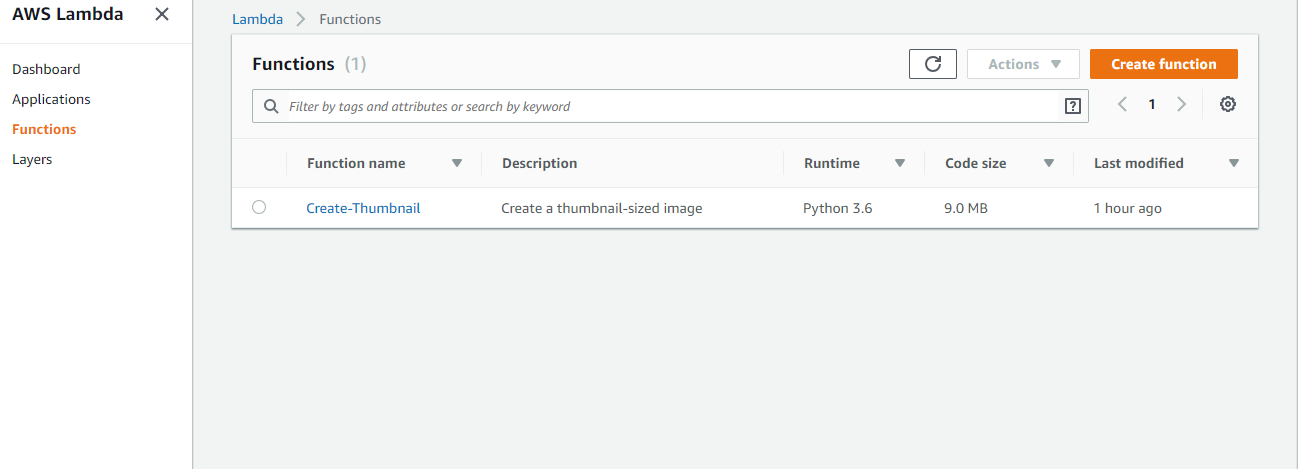 AWS Lambda
Dashboard
Applications
Functions
Layers
Lambda > Functions
Functions (1)
Actions
Create function
Filter by tags and attributes or search by keyword
1
Function name Description Runtime Code size Last modified
Create-Thumbnail Create a thumbnail-sized image Python 3.6 9.0 MB 1 hour ago